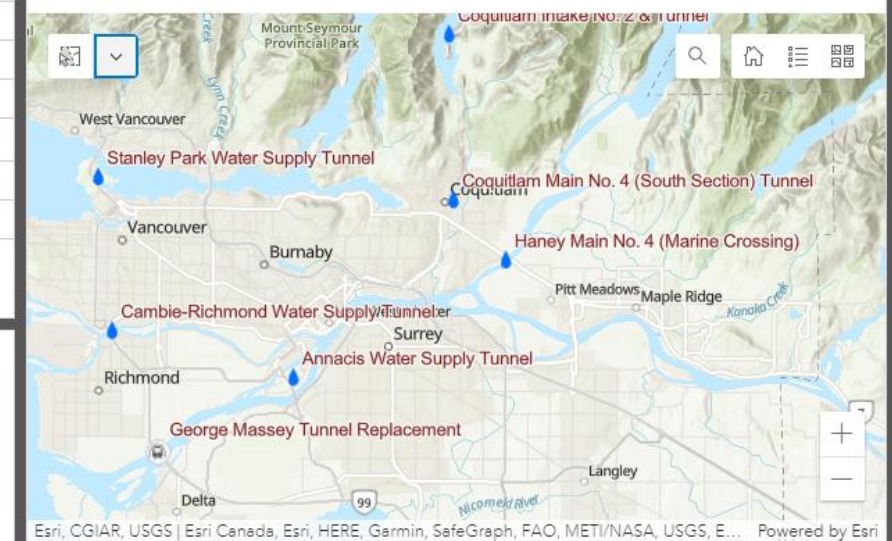 Coquitlam Intake No. 2 & Tunnel
Mount Seymour
Provincial Park
Creek
Lynn Creek
West Vancouver
Stanley Park Water Supply Tunnel
Coquitlam Main No. 4 (South Section) Tunnel
Coquitlam
Vancouver
Haney Main No. 4 (Marine Crossing)
Burnaby
Pitt Meadows
Maple Ridge
Kanaka Creek
Cambie-Richmond Water Supply Tunnel
Surrey
Annacis Water Supply Tunnel
Richmond
George Massey Tunnel Replacement
Langley
Delta
99
Nicomekl River
7
Esri, CGIAR, USGS | Esri Canada, Esri, HERE, Garmin, SafeGraph, FAO, METI/NASA, USGS, E... Powered by Esri